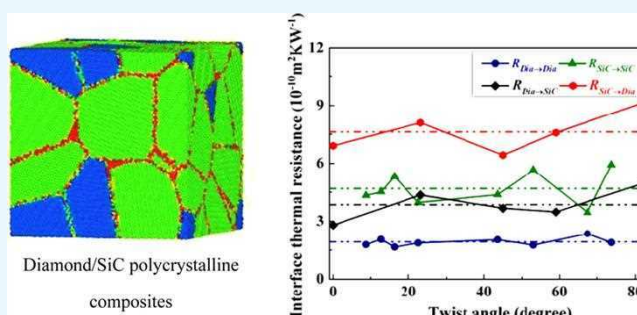 Diamond/SiC polycrystalline
composites
Interface thermal resistance (10⁻¹⁰m²KW⁻¹)
12
9
6
3
0
R_Dia→Dia
R_SiC→SiC
R_Dia→SiC
R_SiC→Dia
0
20
40
60
80
Twist angle (degree)